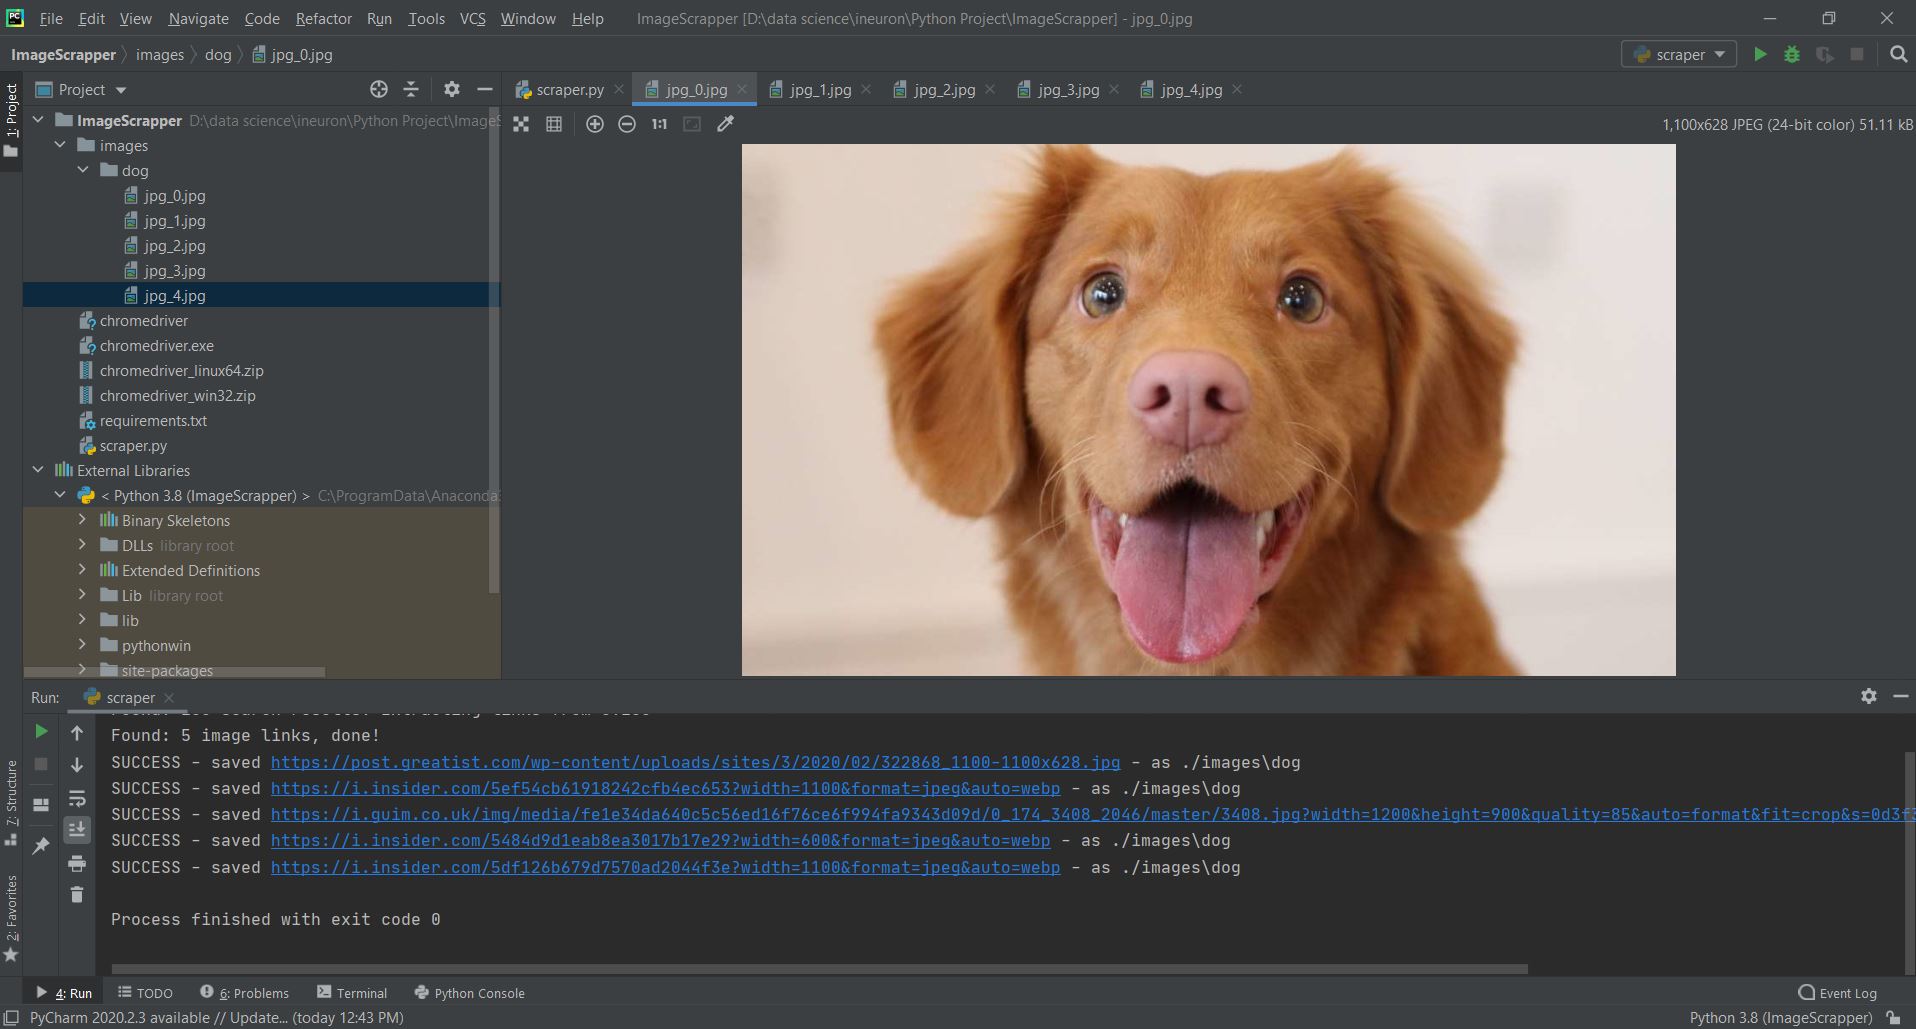 PC File Edit View Navigate Code Refactor Run Tools VCS Window Help ImageScrapper [D:\data science\ineuron\Python Project\ImageScrapper] - jpg_0.jpg
ImageScrapper images dog jpg_0.jpg scraper
Project scraper.py jpg_0.jpg jpg_1.jpg jpg_2.jpg jpg_3.jpg jpg_4.jpg
1: Project
1:1 1,100x628 JPEG (24-bit color) 51.11 kB
ImageScrapper D:\data science\ineuron\Python Project\ImageS
images
dog
jpg_0.jpg
jpg_1.jpg
jpg_2.jpg
jpg_3.jpg
jpg_4.jpg
chromedriver
chromedriver.exe
chromedriver_linux64.zip
chromedriver_win32.zip
requirements.txt
scraper.py
External Libraries
< Python 3.8 (ImageScrapper) > C:\ProgramData\Anaconda
Binary Skeletons
DLLs library root
Extended Definitions
Lib library root
lib
pythonwin
site-packages
Run: scraper
Found: 5 image links, done!
SUCCESS - saved https://post.greatist.com/wp-content/uploads/sites/3/2020/02/322868_1100-1100x628.jpg - as ./images\dog
SUCCESS - saved https://i.insider.com/5ef54cb61918242cfb4ec653?width=1100&format=jpeg&auto=webp - as ./images\dog
SUCCESS - saved https://i.guim.co.uk/img/media/fe1e34da640c5c56ed16f76ce6f994fa9343d09d/0_174_3408_2046/master/3408.jpg?width=1200&height=900&quality=85&auto=format&fit=crop&s=0d3f3
SUCCESS - saved https://i.insider.com/5484d9d1eab8ea3017b17e29?width=600&format=jpeg&auto=webp - as ./images\dog
SUCCESS - saved https://i.insider.com/5df126b679d7570ad2044f3e?width=1100&format=jpeg&auto=webp - as ./images\dog
Process finished with exit code 0
7: Structure
2: Favorites
4: Run TODO 6: Problems Terminal Python Console Event Log
PyCharm 2020.2.3 available // Update... (today 12:43 PM) Python 3.8 (ImageScrapper)